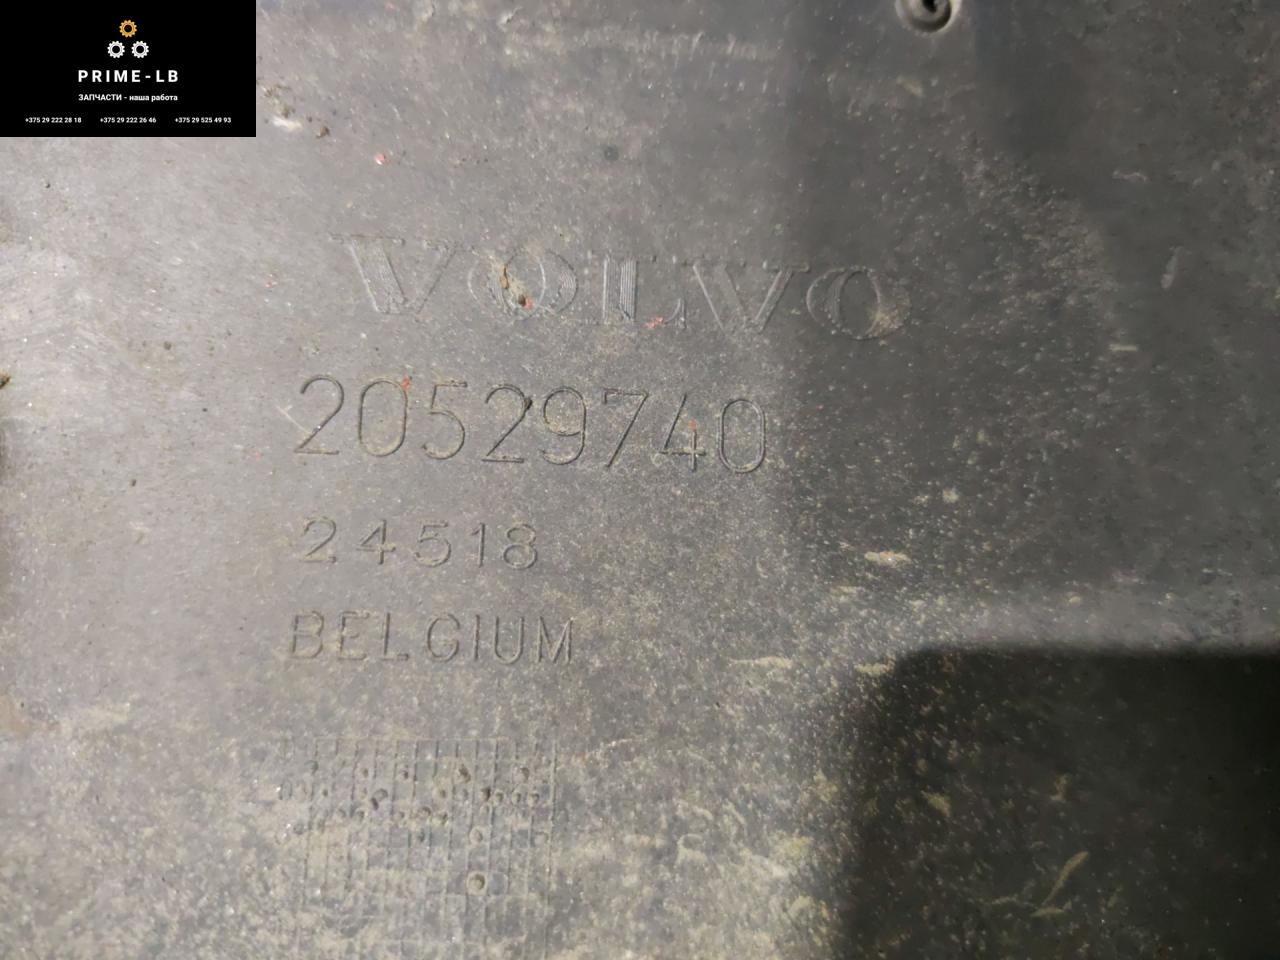 PRIME-LB
ЗАПЧАСТИ - наша работа
+375 29 222 28 18 +375 29 222 26 46 +375 29 525 49 93
VOLVO
20529740
24518
BELGIUM